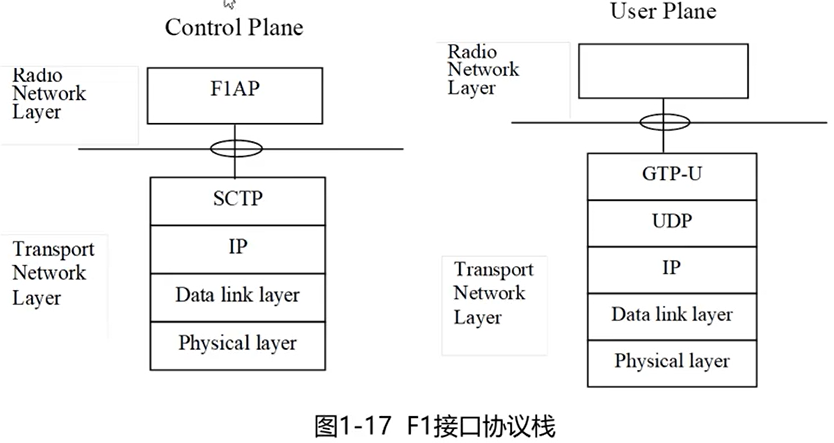 Control Plane
Radio
Network
Layer
F1AP
SCTP
IP
Data link layer
Physical layer
Transport
Network
Layer
User Plane
Radio
Network
Layer
GTP-U
UDP
IP
Data link layer
Physical layer
Transport
Network
Layer
图1-17 F1接口协议栈